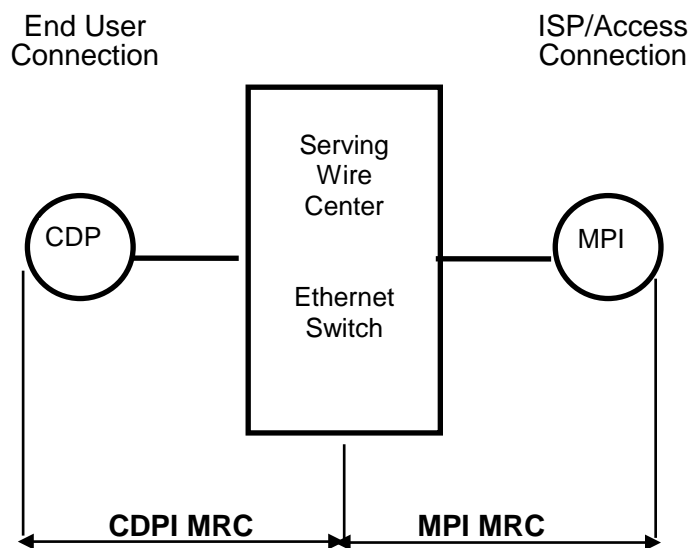 End User
Connection
ISP/Access
Connection
Serving
Wire
Center
CDP
MPI
Ethernet
Switch
CDPI MRC
MPI MRC